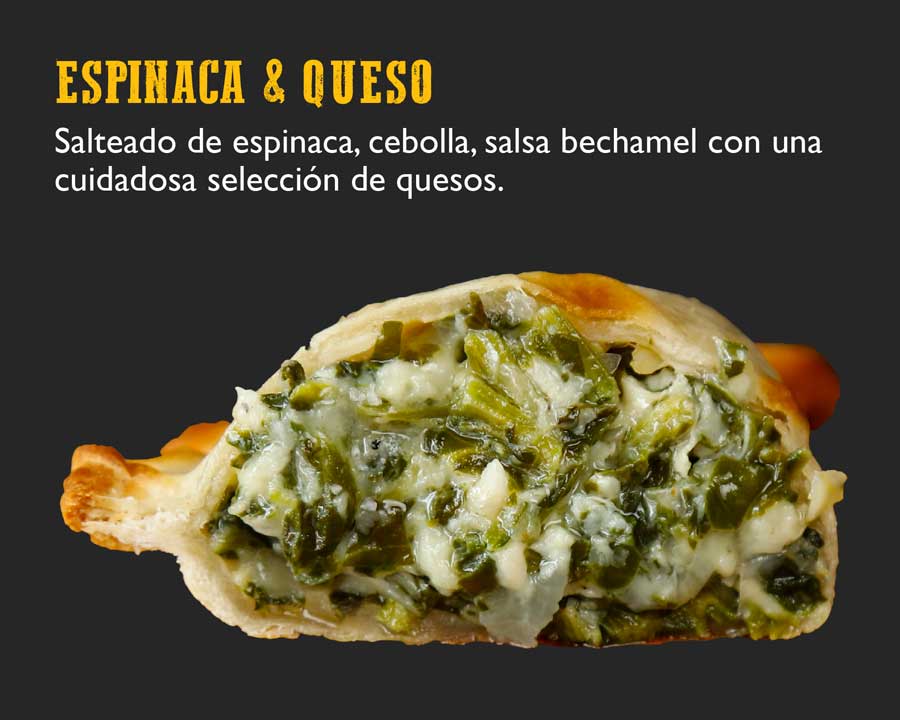 ESPINACA & QUESO
Salteado de espinaca, cebolla, salsa bechamel con una
cuidadosa selección de quesos.